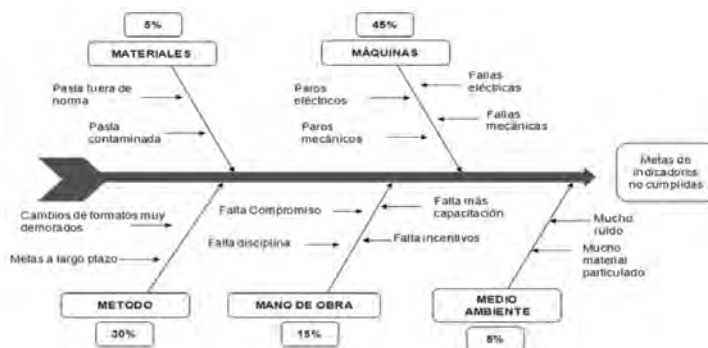 5%
45%
MATERIALES
MÁQUINAS
Pasta fuera de
norma
Pasta
contaminada
Paros
eléctricos
Paros
mecánicos
Fallas
eléctricas
Fallas
mecánicas
Metas de
indicadores
no cumplidas
Cambios de formatos muy
demorados
Metas a largo plazo
Falta Compromiso
Falta disciplina
Falta más
capacitación
Falta incentivos
Mucho
ruido
Mucho
material
particulado
METODO
MANO DE OBRA
MEDIO
AMBIENTE
30%
15%
5%